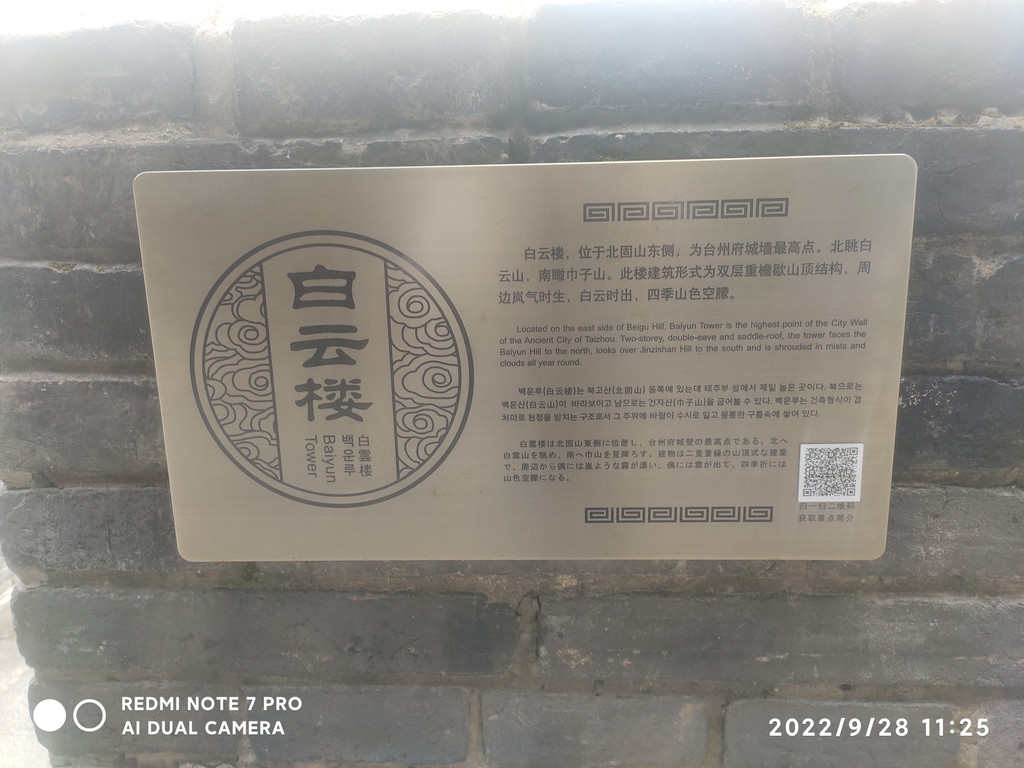 白云楼
白雲楼
백운루
Baiyun
Tower
白云楼，位于北固山东侧，为台州府城墙最高点。北眺白
云山，南瞰巾子山。此楼建筑形式为双层重檐歇山顶结构，周
边岚气时生，白云时出，四季山色空朦。
Located on the east side of Beigu Hill, Baiyun Tower is the highest point of the City Wall
of the Ancient City of Taizhou. Two-storey, double-eave and saddle-roof, the tower faces the
Baiyun Hill to the north, looks over Jinzishan Hill to the south and is shrouded in mists and
clouds all year round.
백운루(白云楼)는 북고산(北固山) 동쪽에 있는데 태주부 성에서 제일 높은 곳이다. 북으로는
백운산(白云山)이 바라보이고 남으로는 건자산(巾子山)을 굽어볼 수 있다. 백운루는 건축형식이 겹
처마로 천정을 받치는 구조로서 그 주위에 바람이 수시로 일고 몽롱한 구름속에 쌓여 있다.
白雲楼は北固山東側に位置し、台州府城壁の最高点である。北へ
白雲山を眺め、南へ巾山を見降ろす。建物は二重重檐の山頂式な建築
で、周辺から偶には嵐ような霧が漂い、偶には雲が出て、四季折には
山色空朦になる。
扫一扫二维码
获取景点简介
REDMI NOTE 7 PRO
AI DUAL CAMERA
2022/9/28 11:25